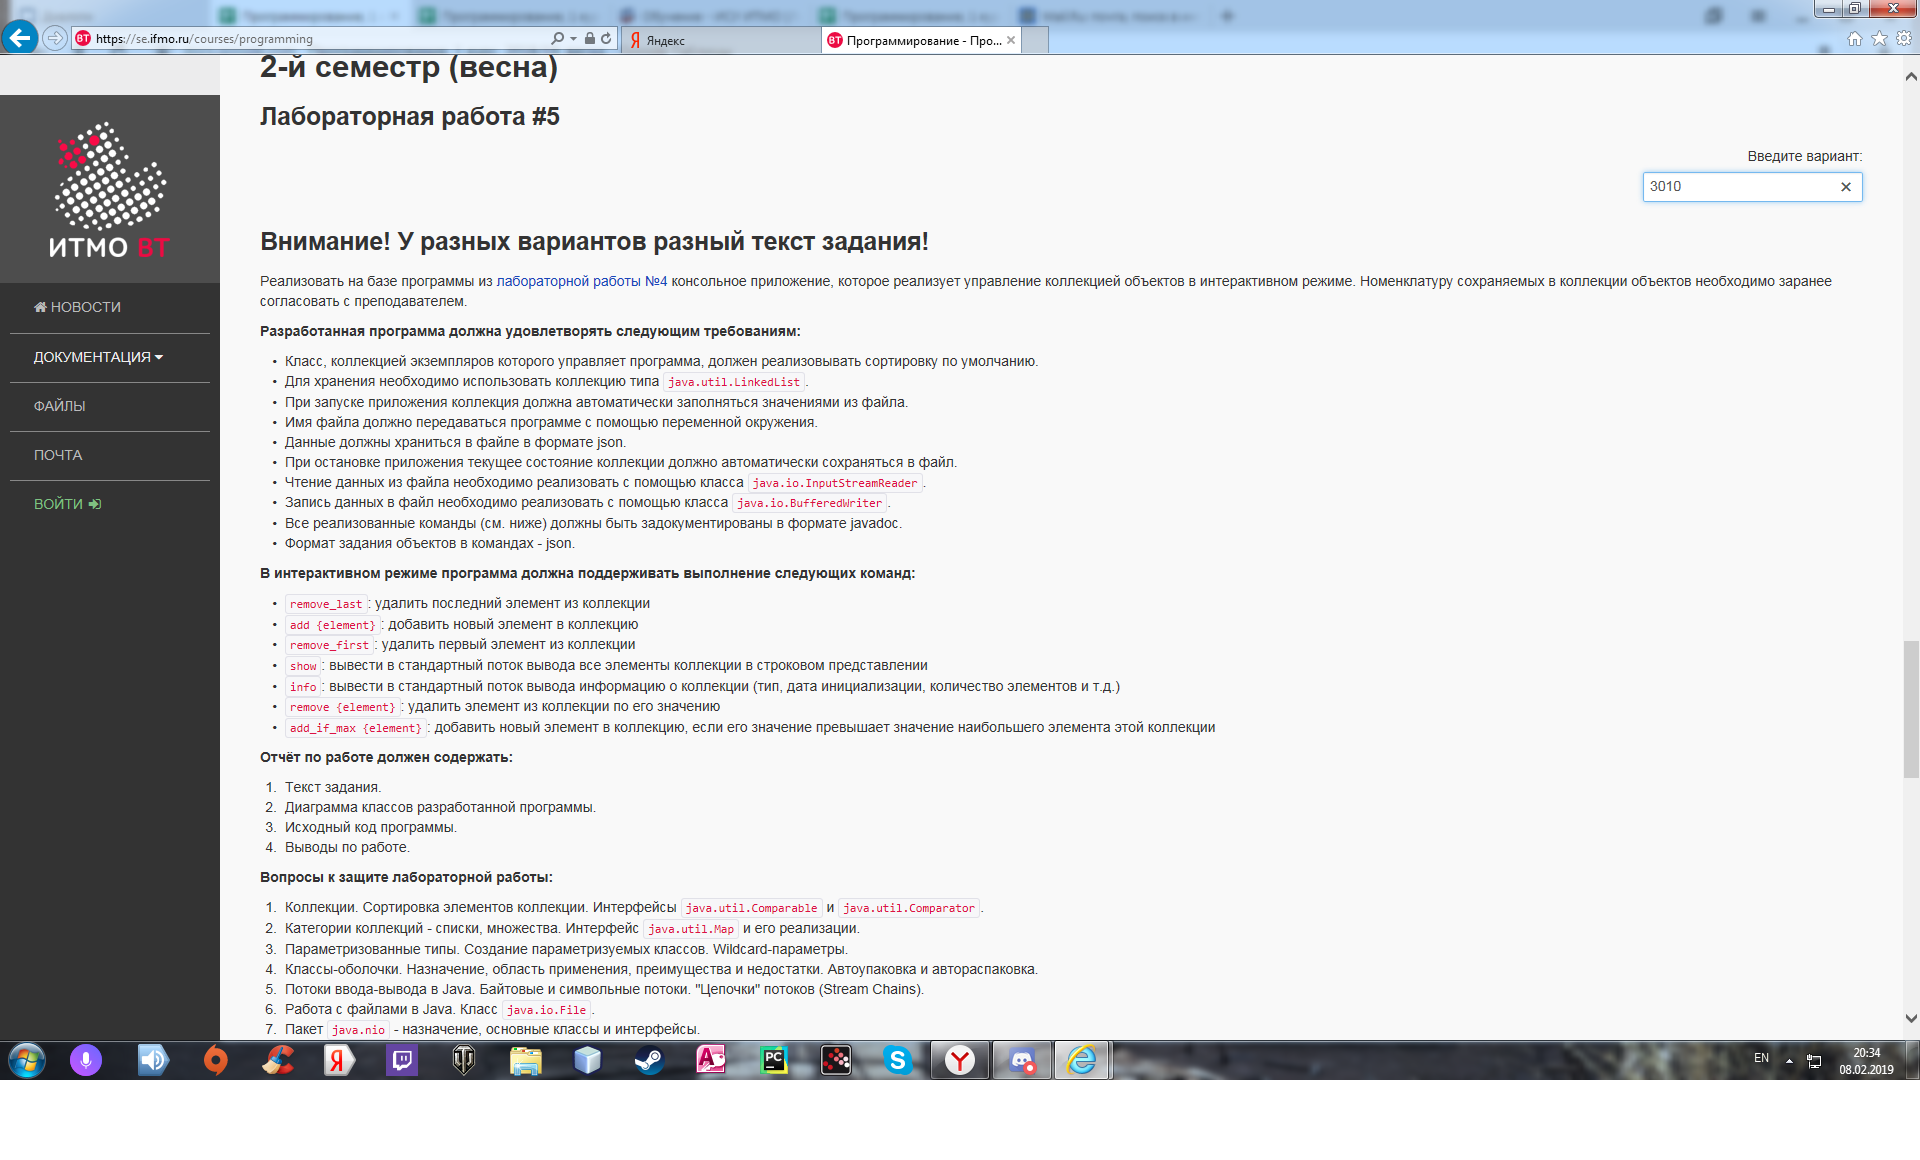 https://se.ifmo.ru/courses/programming
Яндекс
Программирование - Про...
2-й семестр (весна)
Лабораторная работа #5
Введите вариант:
3010
ИТМО ВТ
НОВОСТИ
ДОКУМЕНТАЦИЯ
ФАЙЛЫ
ПОЧТА
ВОЙТИ
Внимание! У разных вариантов разный текст задания!
Реализовать на базе программы из лабораторной работы №4 консольное приложение, которое реализует управление коллекцией объектов в интерактивном режиме. Номенклатуру сохраняемых в коллекции объектов необходимо заранее
согласовать с преподавателем.
Разработанная программа должна удовлетворять следующим требованиям:
• Класс, коллекцией экземпляров которого управляет программа, должен реализовывать сортировку по умолчанию.
• Для хранения необходимо использовать коллекцию типа java.util.LinkedList.
• При запуске приложения коллекция должна автоматически заполняться значениями из файла.
• Имя файла должно передаваться программе с помощью переменной окружения.
• Данные должны храниться в файле в формате json.
• При остановке приложения текущее состояние коллекции должно автоматически сохраняться в файл.
• Чтение данных из файла необходимо реализовать с помощью класса java.io.InputStreamReader.
• Запись данных в файл необходимо реализовать с помощью класса java.io.BufferedWriter.
• Все реализованные команды (см. ниже) должны быть задокументированы в формате javadoc.
• Формат задания объектов в командах - json.
В интерактивном режиме программа должна поддерживать выполнение следующих команд:
• remove_last: удалить последний элемент из коллекции
• add {element}: добавить новый элемент в коллекцию
• remove_first: удалить первый элемент из коллекции
• show: вывести в стандартный поток вывода все элементы коллекции в строковом представлении
• info: вывести в стандартный поток вывода информацию о коллекции (тип, дата инициализации, количество элементов и т.д.)
• remove {element}: удалить элемент из коллекции по его значению
• add_if_max {element}: добавить новый элемент в коллекцию, если его значение превышает значение наибольшего элемента этой коллекции
Отчёт по работе должен содержать:
1. Текст задания.
2. Диаграмма классов разработанной программы.
3. Исходный код программы.
4. Выводы по работе.
Вопросы к защите лабораторной работы:
1. Коллекции. Сортировка элементов коллекции. Интерфейсы java.util.Comparable и java.util.Comparator.
2. Категории коллекций - списки, множества. Интерфейс java.util.Map и его реализации.
3. Параметризованные типы. Создание параметризуемых классов. Wildcard-параметры.
4. Классы-оболочки. Назначение, область применения, преимущества и недостатки. Автоупаковка и автораспаковка.
5. Потоки ввода-вывода в Java. Байтовые и символьные потоки. "Цепочки" потоков (Stream Chains).
6. Работа с файлами в Java. Класс java.io.File.
7. Пакет java.nio - назначение, основные классы и интерфейсы.
EN
20:34
08.02.2019